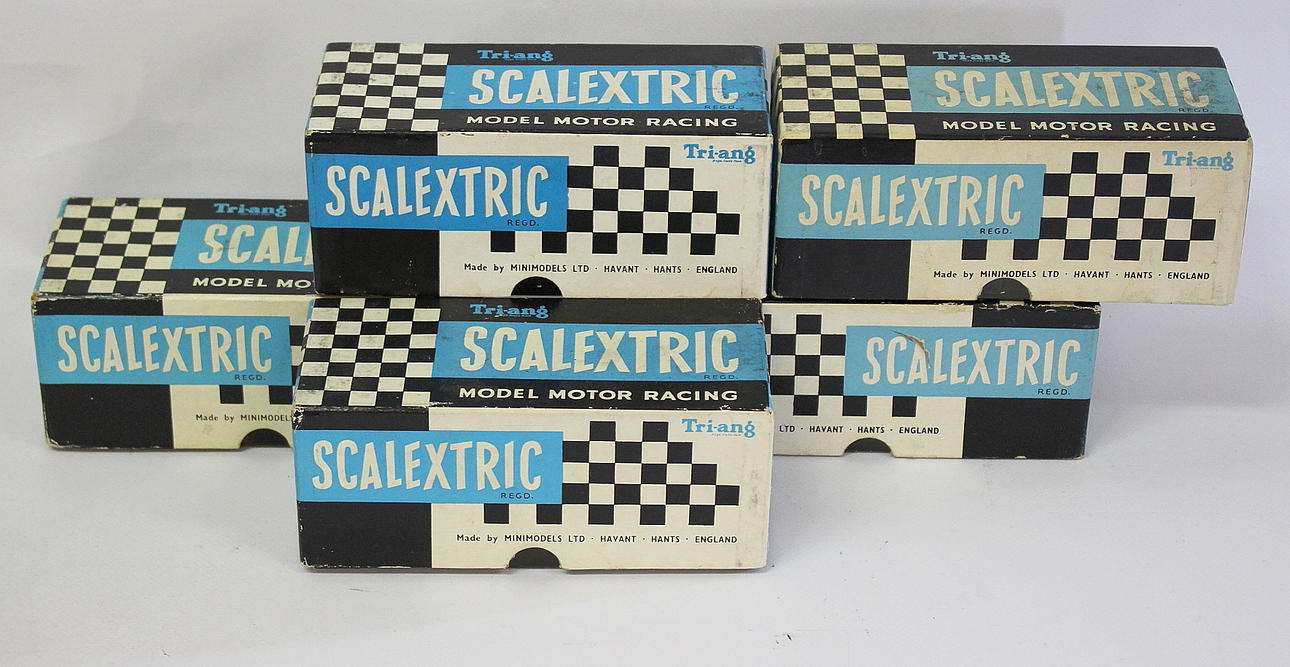 Tri-ang
SCALEXTRIC
REGD.
MODEL MOTOR RACING
Tri-ang
SCALEXTRIC
REGD.
Made by MINIMODELS LTD · HAVANT · HANTS · ENGLAND
Tri-ang
SCALEXTRIC
REGD.
MODEL MOTOR RACING
Tri-ang
SCALEXTRIC
REGD.
Made by MINIMODELS LTD · HAVANT · HANTS · ENGLAND
Tri-ang
SCAL
MODEL MO
SCALEXTRIC
REGD.
Made by MINIMODELS
Tri-ang
SCALEXTRIC
REGD.
MODEL MOTOR RACING
Tri-ang
SCALEXTRIC
REGD.
Made by MINIMODELS LTD · HAVANT · HANTS · ENGLAND
SCALEXTRIC
REGD.
LTD · HAVANT · HANTS · ENGLAND